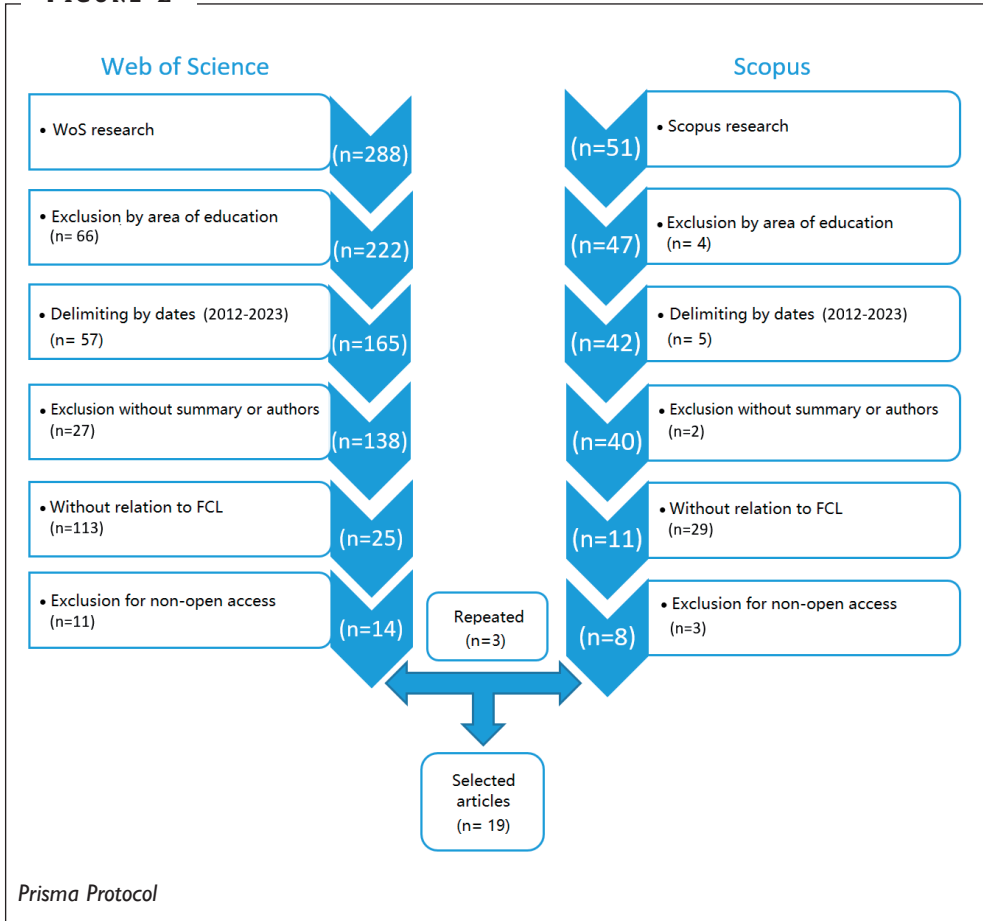 FIGURE 2
Web of Science
• WoS research
(n=288)
• Exclusion by area of education
(n= 66)
(n=222)
• Delimiting by dates (2012-2023)
(n= 57)
(n=165)
• Exclusion without summary or authors
(n=27)
(n=138)
• Without relation to FCL
(n=113)
(n=25)
• Exclusion for non-open access
(n=11)
(n=14)
Scopus
• Scopus research
(n=51)
• Exclusion by area of education
(n= 4)
(n=47)
• Delimiting by dates (2012-2023)
(n= 5)
(n=42)
• Exclusion without summary or authors
(n=2)
(n=40)
• Without relation to FCL
(n=29)
(n=11)
• Exclusion for non-open access
(n=3)
(n=8)
Repeated
(n=3)
Selected
articles
(n= 19)
Prisma Protocol